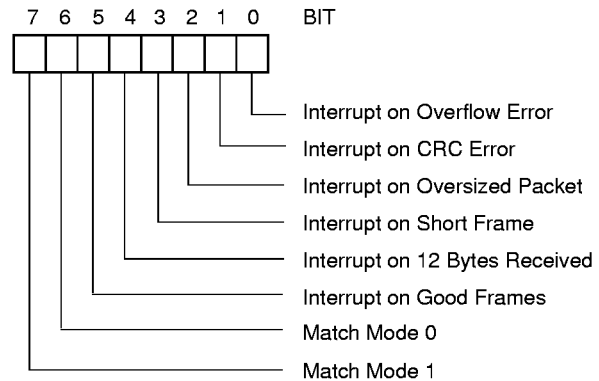 7 6 5 4 3 2 1 0 BIT
Interrupt on Overflow Error
Interrupt on CRC Error
Interrupt on Oversized Packet
Interrupt on Short Frame
Interrupt on 12 Bytes Received
Interrupt on Good Frames
Match Mode 0
Match Mode 1